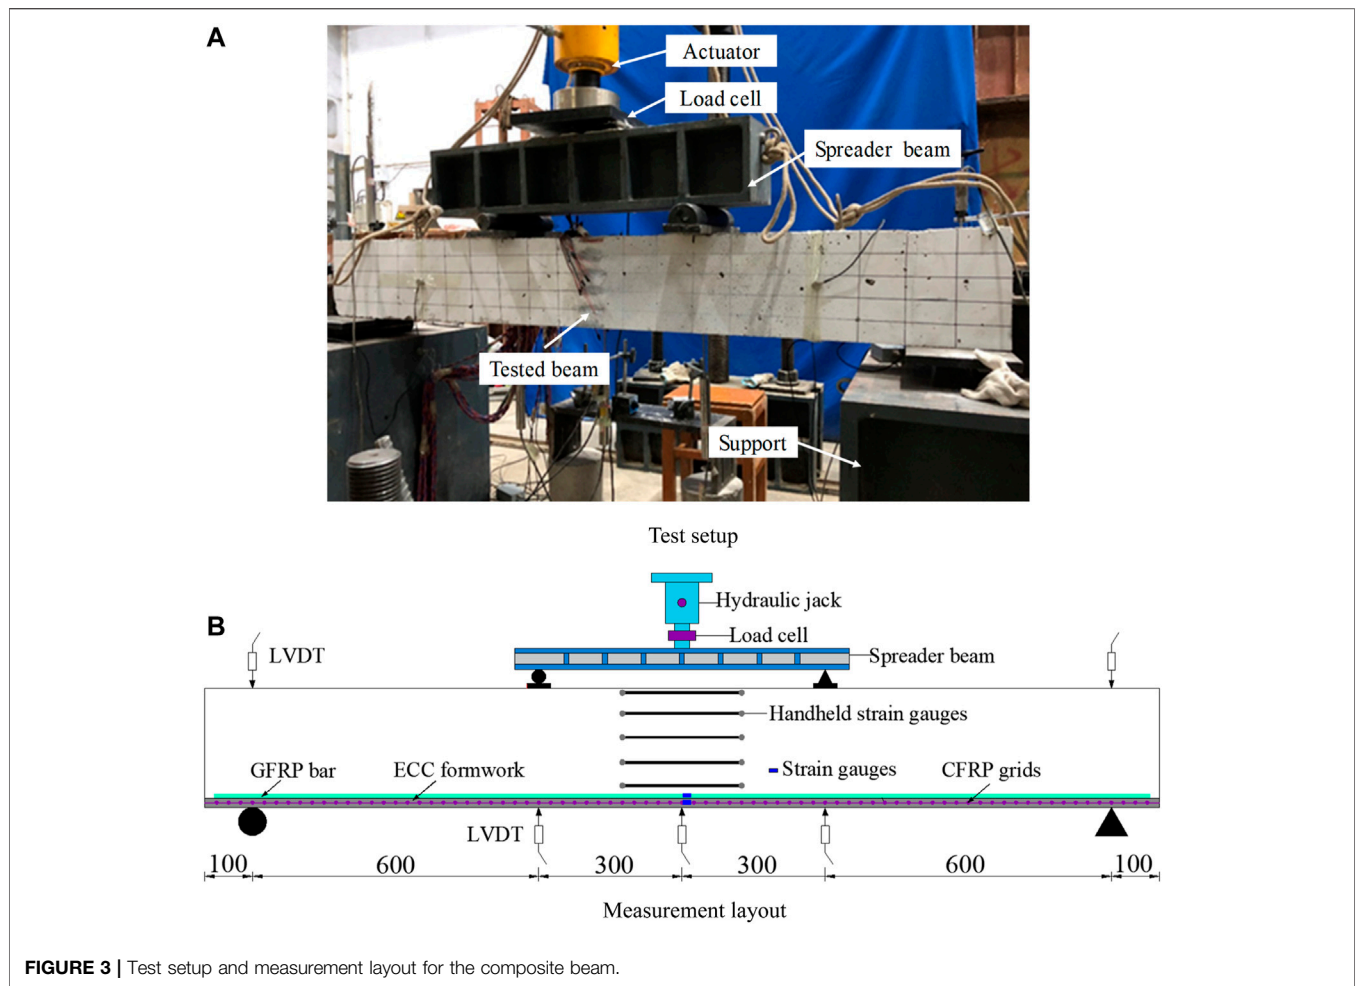 A
Actuator
Load cell
Spreader beam
Tested beam
Support
Test setup
B
Hydraulic jack
Load cell
LVDT
Spreader beam
Handheld strain gauges
GFRP bar
ECC formwork
Strain gauges
CFRP grids
LVDT
100 600 300 300 600 100
Measurement layout
FIGURE 3 | Test setup and measurement layout for the composite beam.